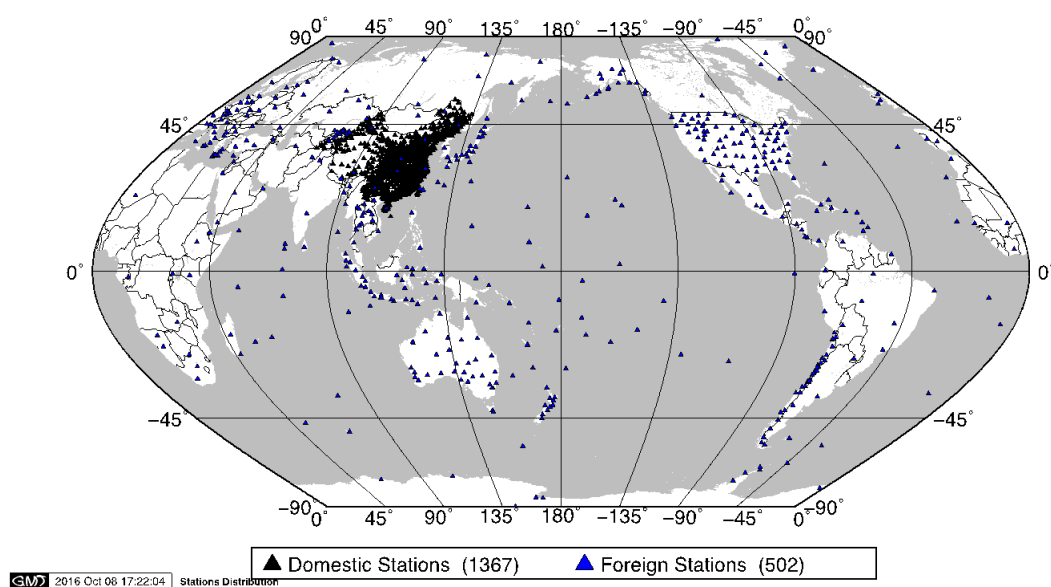 0° 45° 90° 135° 180° −135° −90° −45° 0°
90° 90°
45° 45°
0° 0°
−45° −45°
−90° −90°
0° 45° 90° 135° 180° −135° −90° −45° 0°
Domestic Stations (1367) Foreign Stations (502)
GMT 2016 Oct 08 17:22:04 Stations Distribution